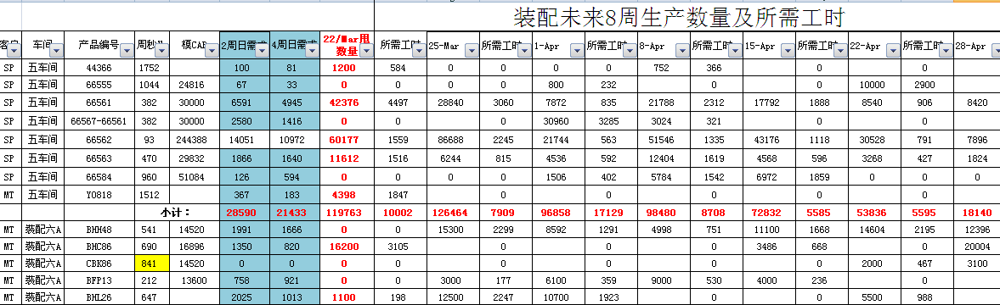 装配未来8周生产数量及所需工时
客户 车间 产品编号 周秒" 模CAP 2周日需求 4周日需求 22/Mar阻数量 所需工时 25-Mar 所需工时 1-Apr 所需工时 8-Apr 所需工时 15-Apr 所需工时 22-Apr 所需工时 28-Apr
SP 五车间 44366 1752 100 81 1200 584 0 0 0 0 752 366 0 0
SP 五车间 66555 1044 24816 67 33 0 0 0 0 800 232 0 0 10000 2900
SP 五车间 66561 382 30000 6591 4945 42376 4497 28840 3060 7872 835 21788 2312 17792 1888 8540 906 8420
SP 五车间 66567-66561 382 30000 2580 1416 0 0 0 30960 3285 3024 321 0 0
SP 五车间 66562 93 244388 14051 10972 60177 1559 86688 2245 21744 563 51546 1335 43176 1118 30528 791 7896
SP 五车间 66563 470 29832 1866 1640 11612 1516 6244 815 4536 592 12404 1619 4568 596 3268 427 1824
SP 五车间 66584 960 51084 126 594 0 0 0 0 1506 402 5784 1542 6972 1859 0 0 0
MT 五车间 Y0818 1512 367 183 4398 1847
小计： 28590 21433 119763 10002 126464 7909 96858 17129 98480 8708 72832 5585 53836 5595 18140
MT 装配六A BHH48 541 14520 1991 1666 0 0 15300 2299 8592 1291 4998 751 11100 1668 14604 2195 12396
MT 装配六A BHC86 690 16896 1350 820 16200 3105 0 0 0 3486 668 0 20004
MT 装配六A CBK86 841 14520 0 0 0 0 0 0 0 0 2000 467 3100
MT 装配六A BFP13 212 13600 758 921 0 0 3000 177 6100 359 9000 530 4000 236 0
MT 装配六A BHL26 647 2025 1013 1100 198 12500 2247 10700 1923 0 0 5500 988